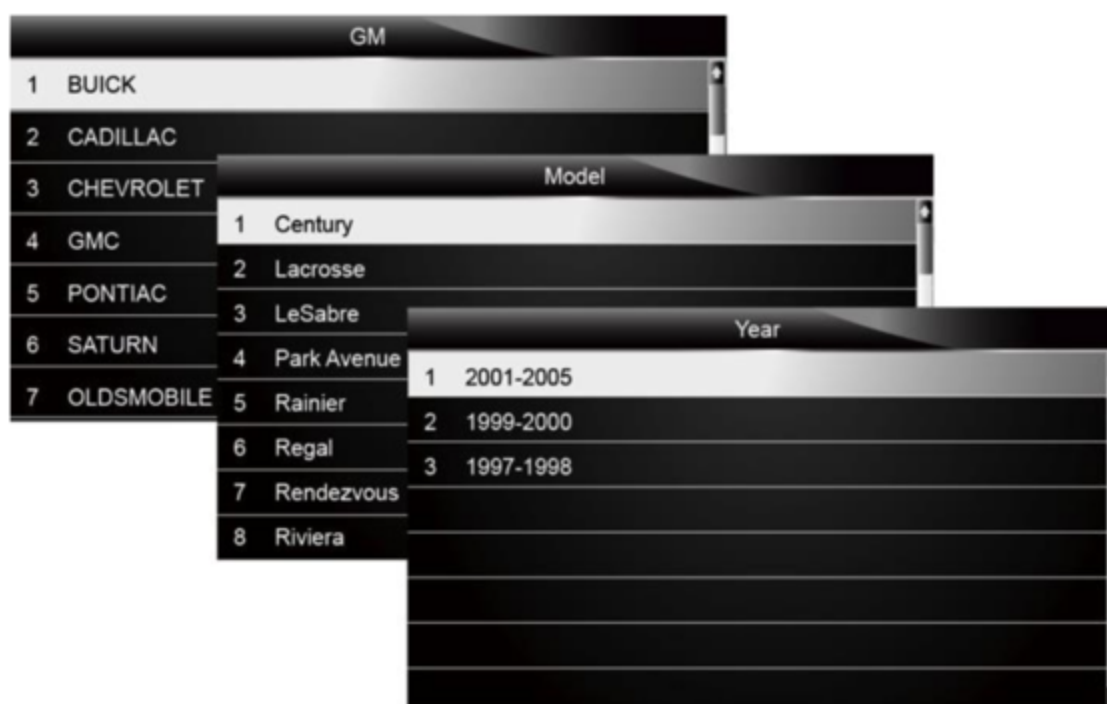 GM
1 BUICK
2 CADILLAC
3 CHEVROLET
4 GMC
5 PONTIAC
6 SATURN
7 OLDSMOBILE
Model
1 Century
2 Lacrosse
3 LeSabre
4 Park Avenue
5 Rainier
6 Regal
7 Rendezvous
8 Riviera
Year
1 2001-2005
2 1999-2000
3 1997-1998